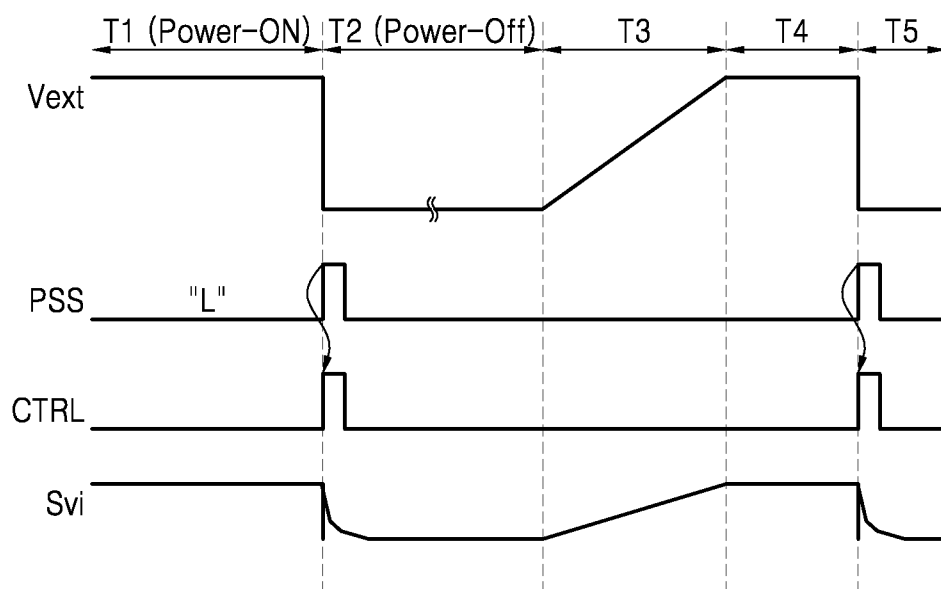 T1 (Power-ON) T2 (Power-Off) T3 T4 T5
Vext
PSS "L"
CTRL
Svi